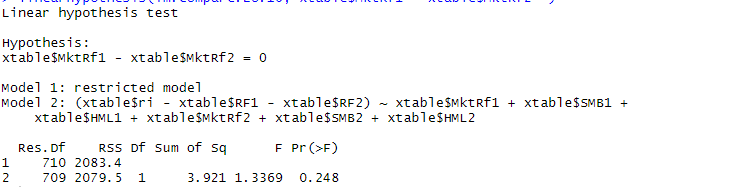 Linear hypothesis test
Hypothesis:
xtable$MktRf1 - xtable$MktRf2 = 0
Model 1: restricted model
Model 2: (xtable$ri - xtable$RF1 - xtable$RF2) ~ xtable$MktRf1 + xtable$SMB1 +
    xtable$HML1 + xtable$MktRf2 + xtable$SMB2 + xtable$HML2
  Res.Df    RSS Df Sum of Sq      F Pr(>F)
1    710 2083.4
2    709 2079.5  1     3.921 1.3369  0.248